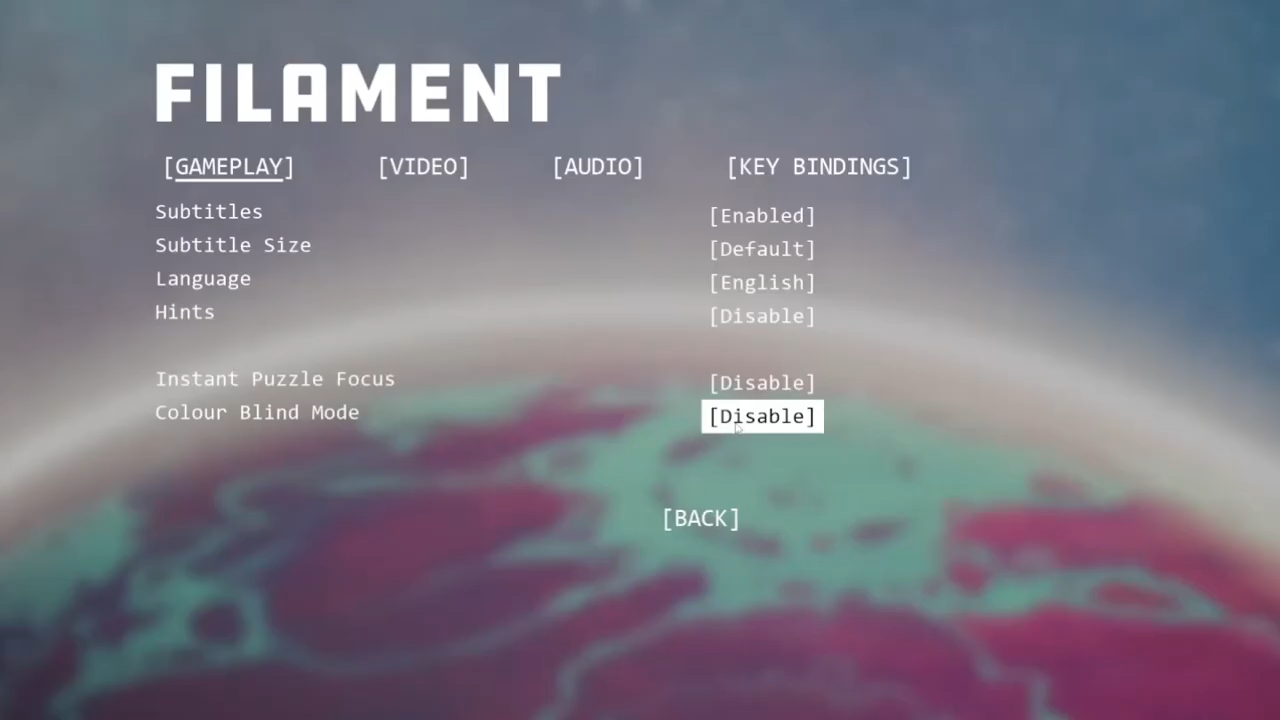 FILAMENT
[GAMEPLAY] [VIDEO] [AUDIO] [KEY BINDINGS]
Subtitles [Enabled]
Subtitle Size [Default]
Language [English]
Hints [Disable]
Instant Puzzle Focus [Disable]
Colour Blind Mode [Disable]
[BACK]